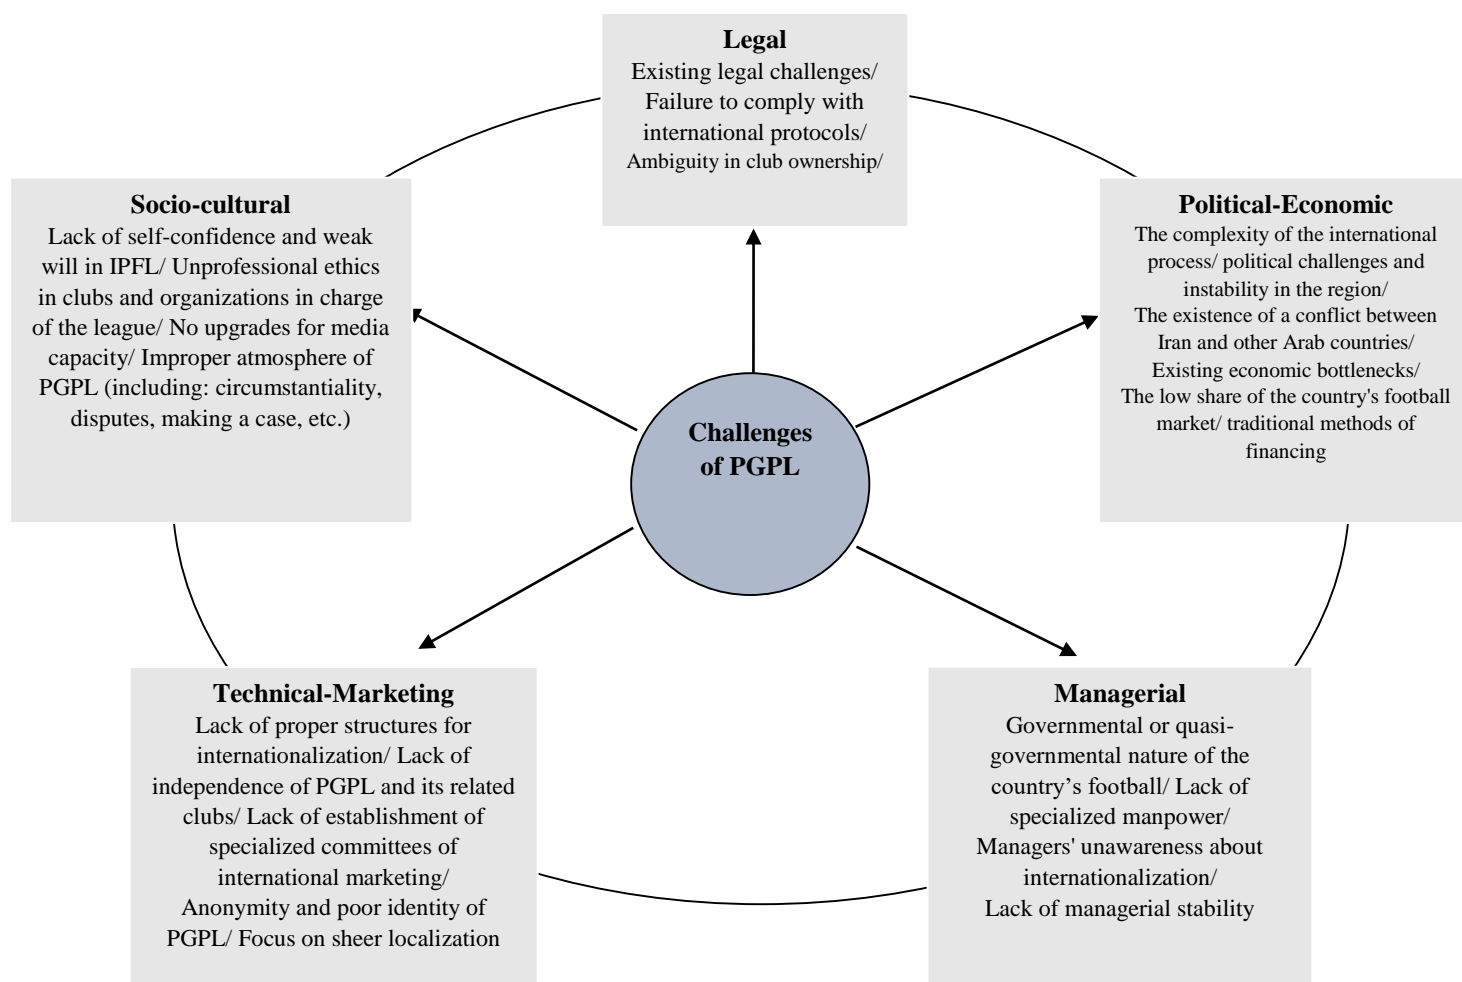 Legal
Existing legal challenges/
Failure to comply with
international protocols/
Ambiguity in club ownership/
Socio-cultural
Lack of self-confidence and weak
will in IPFL/ Unprofessional ethics
in clubs and organizations in charge
of the league/ No upgrades for media
capacity/ Improper atmosphere of
PGPL (including: circumstantiality,
disputes, making a case, etc.)
Political-Economic
The complexity of the international
process/ political challenges and
instability in the region/
The existence of a conflict between
Iran and other Arab countries/
Existing economic bottlenecks/
The low share of the country's football
market/ traditional methods of
financing
Challenges
of PGPL
Technical-Marketing
Lack of proper structures for
internationalization/ Lack of
independence of PGPL and its related
clubs/ Lack of establishment of
specialized committees of
international marketing/
Anonymity and poor identity of
PGPL/ Focus on sheer localization
Managerial
Governmental or quasi-
governmental nature of the
country’s football/ Lack of
specialized manpower/
Managers' unawareness about
internationalization/
Lack of managerial stability